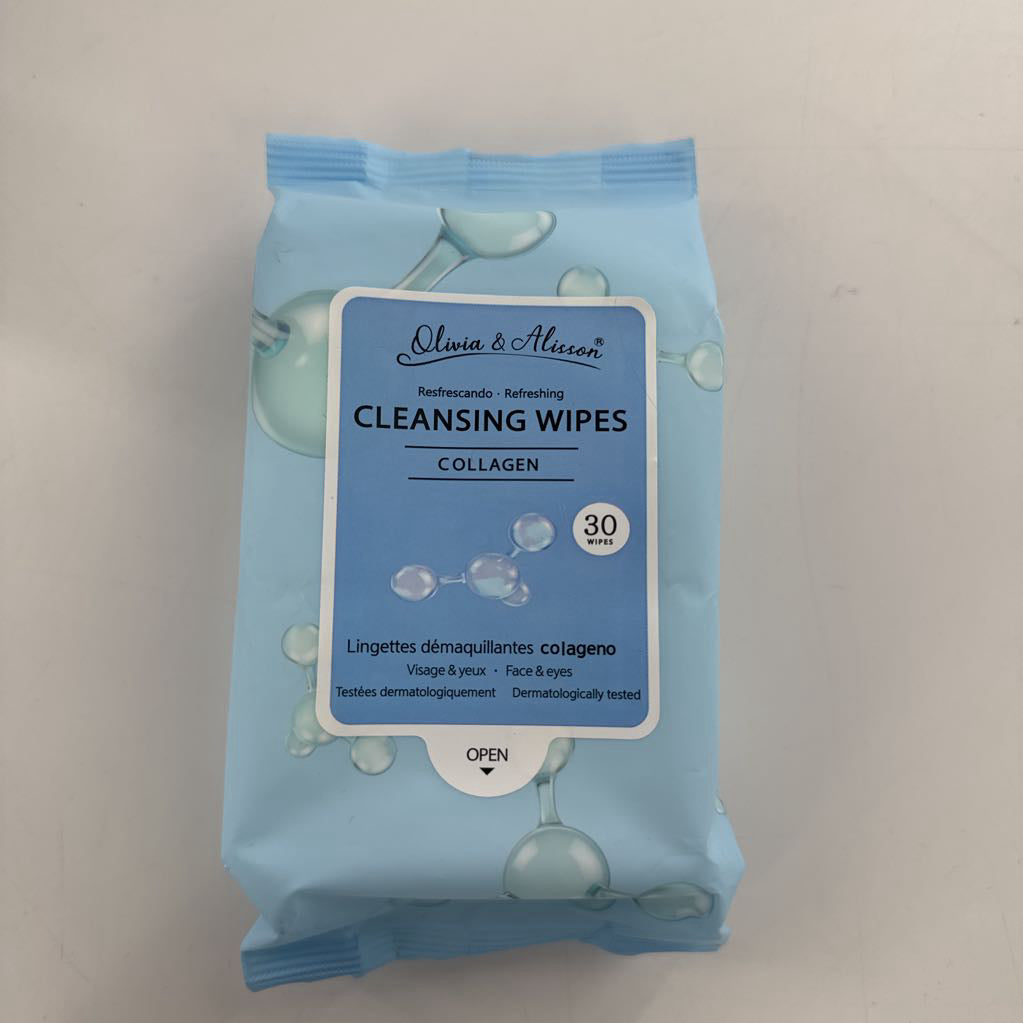 Olivia & Alisson®
Resfrescando · Refreshing
CLEANSING WIPES
COLLAGEN
30
WIPES
Lingettes démaquillantes colageno
Visage & yeux · Face & eyes
Testées dermatologiquement Dermatologically tested
OPEN